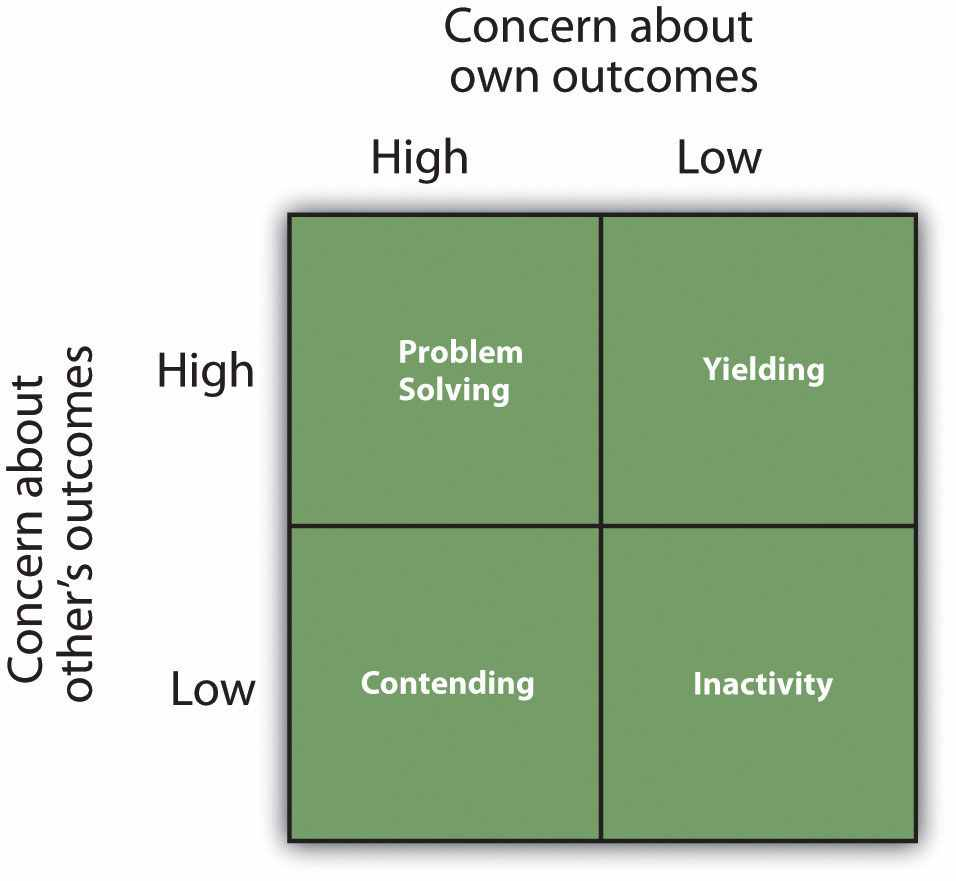 Concern about
own outcomes
High
Low
Concern about
other's outcomes
High
Problem
Solving
Yielding
Low
Contending
Inactivity